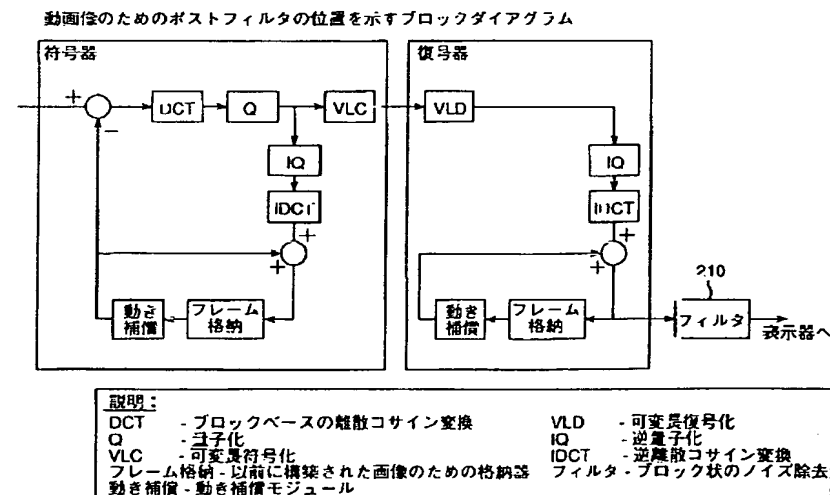 動画像のためのポストフィルタの位置を示すブロックダイアグラム
符号器
復号器
+
−
DCT
Q
VLC
VLD
IQ
IQ
IDCT
IDCT
+
+
+
+
動き
補償
フレーム
格納
動き
補償
フレーム
格納
210
フィルタ
表示器へ
説明：
DCT - ブロックベースの離散コサイン変換
VLD - 可変長復号化
Q - 量子化
IQ - 逆量子化
VLC - 可変長符号化
IDCT - 逆離散コサイン変換
フレーム格納 - 以前に構築された画像のための格納器
フィルタ - ブロック状のノイズ除去
動き補償 - 動き補償モジュール